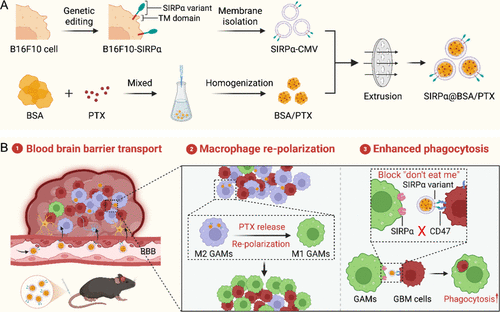 A
Genetic
editing
SIRPα variant
TM domain
Membrane
isolation
B16F10 cell
B16F10-SIRPα
SIRPα-CMV
Mixed
Homogenization
BSA
+
PTX
BSA/PTX
Extrusion
SIRPα@BSA/PTX
B
1 Blood brain barrier transport
2 Macrophage re-polarization
3 Enhanced phagocytosis
BBB
PTX release
Re-polarization
M2 GAMs
M1 GAMs
Block "don't eat me"
SIRPα variant
SIRPα X CD47
GAMs
GBM cells
Phagocytosis↑